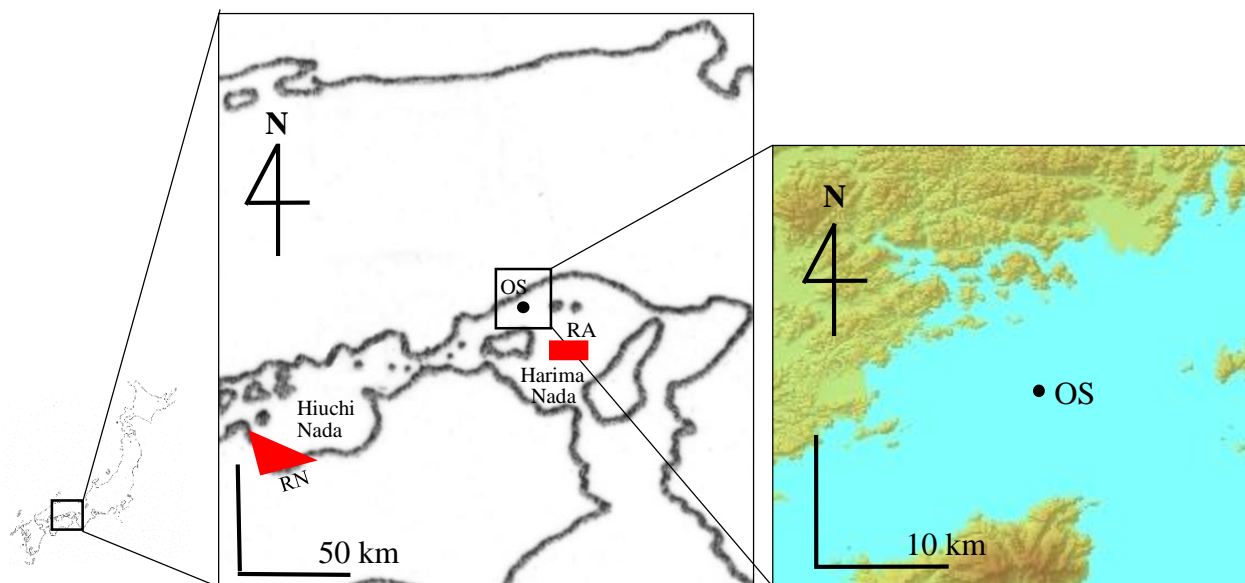 N
OS
RA
Harima
Nada
Hiuchi
Nada
RN
50 km
N
OS
10 km